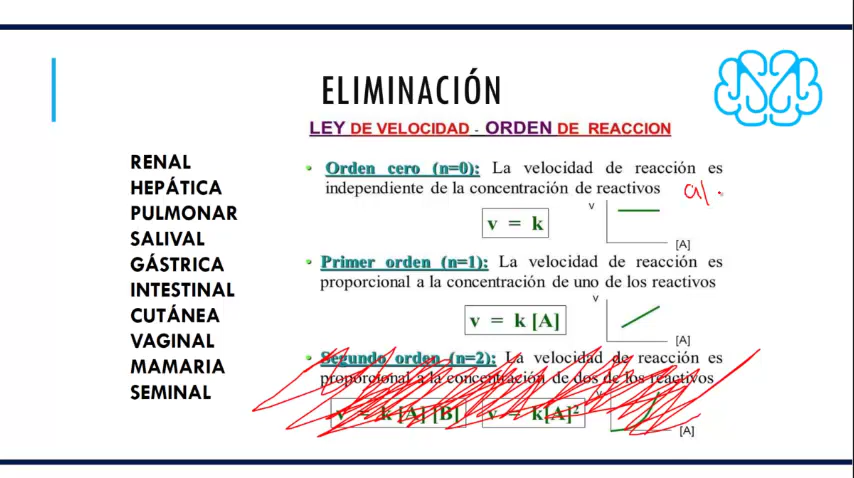 ELIMINACIÓN
LEY DE VELOCIDAD - ORDEN DE REACCION
RENAL
HEPÁTICA
PULMONAR
SALIVAL
GÁSTRICA
INTESTINAL
CUTÁNEA
VAGINAL
MAMARIA
SEMINAL
• Orden cero (n=0): La velocidad de reacción es
independiente de la concentración de reactivos
v = k
v
[A]
• Primer orden (n=1): La velocidad de reacción es
proporcional a la concentración de uno de los reactivos
v = k [A]
v
[A]
• Segundo orden (n=2): La velocidad de reacción es
proporcional a la concentración de dos de los reactivos
v = k [A] [B]
v = k[A]²
v
[A]